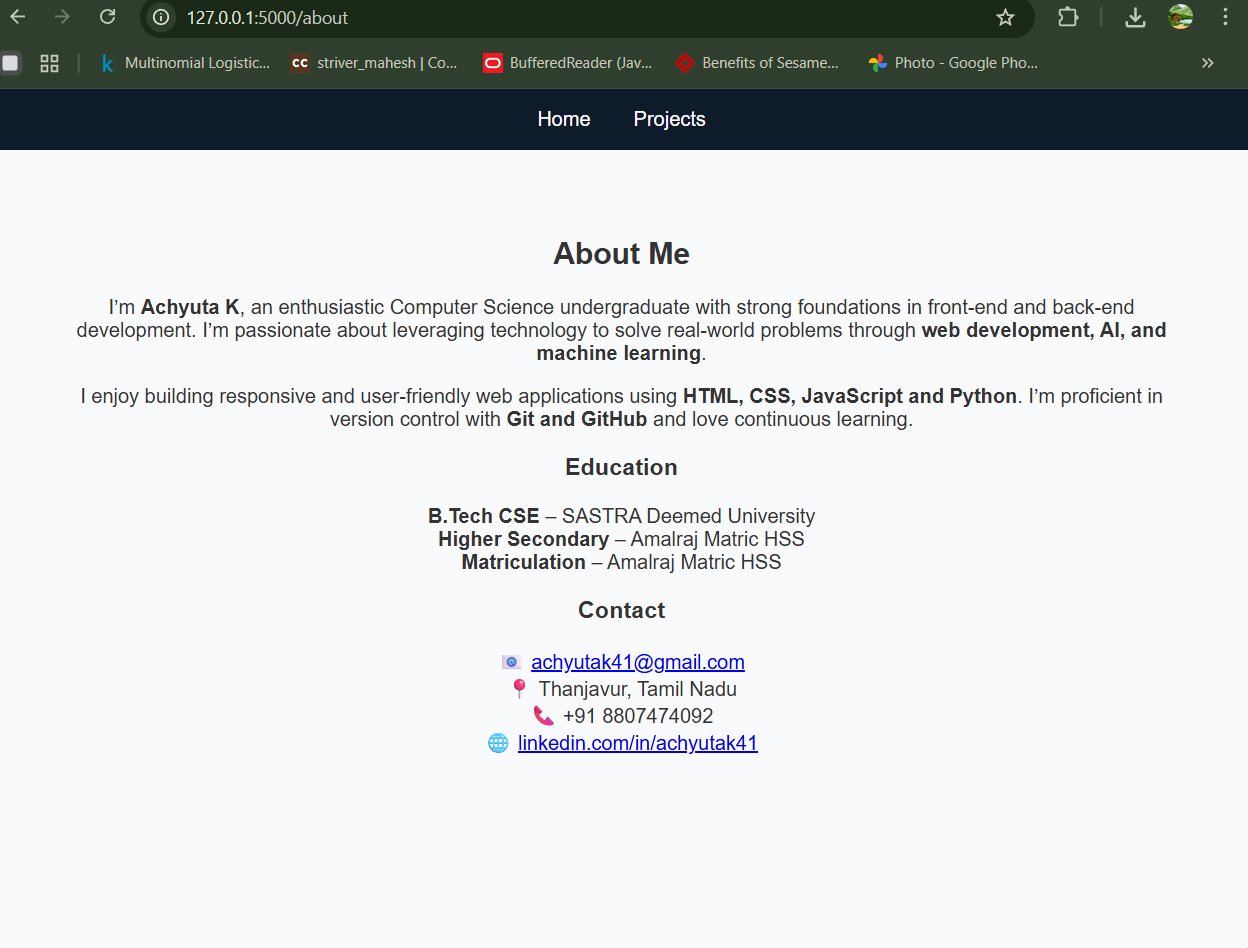 127.0.0.1:5000/about
k Multinomial Logistic...
cc striver_mahesh | Co...
BufferedReader (Jav...
Benefits of Sesame...
Photo - Google Pho...
Home Projects
About Me
I’m Achyuta K, an enthusiastic Computer Science undergraduate with strong foundations in front-end and back-end
development. I’m passionate about leveraging technology to solve real-world problems through web development, AI, and
machine learning.
I enjoy building responsive and user-friendly web applications using HTML, CSS, JavaScript and Python. I’m proficient in
version control with Git and GitHub and love continuous learning.
Education
B.Tech CSE – SASTRA Deemed University
Higher Secondary – Amalraj Matric HSS
Matriculation – Amalraj Matric HSS
Contact
achyutak41@gmail.com
Thanjavur, Tamil Nadu
+91 8807474092
linkedin.com/in/achyutak41